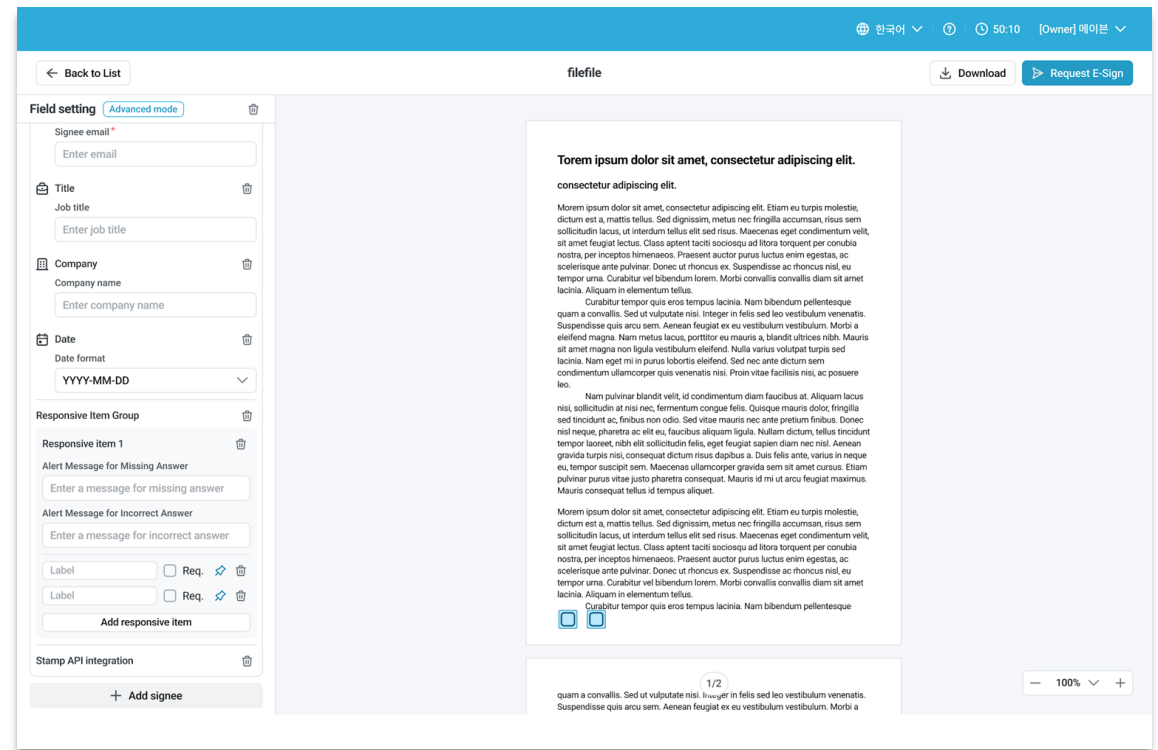 한국어
50:10
[Owner] 메이븐
Back to List
filefile
Download
Request E-Sign
Field setting
Advanced mode
Signee email *
Enter email
Title
Job title
Enter job title
Company
Company name
Enter company name
Date
Date format
YYYY-MM-DD
Responsive Item Group
Responsive item 1
Alert Message for Missing Answer
Enter a message for missing answer
Alert Message for Incorrect Answer
Enter a message for incorrect answer
Label Req.
Label Req.
Add responsive item
Stamp API integration
+ Add signee
Torem ipsum dolor sit amet, consectetur adipiscing elit.
consectetur adipiscing elit.
Morem ipsum dolor sit amet, consectetur adipiscing elit. Etiam eu turpis molestie,
dictum est a, mattis tellus. Sed dignissim, metus nec fringilla accumsan, risus sem
sollicitudin lacus, ut interdum tellus elit sed risus. Maecenas eget condimentum velit,
sit amet feugiat lectus. Class aptent taciti sociosqu ad litora torquent per conubia
nostra, per inceptos himenaeos. Praesent auctor purus luctus enim egestas, ac
scelerisque ante pulvinar. Donec ut rhoncus ex. Suspendisse ac rhoncus nisl, eu
tempor urna. Curabitur vel bibendum lorem. Morbi convallis convallis diam sit amet
lacinia. Aliquam in elementum tellus.
Curabitur tempor quis eros tempus lacinia. Nam bibendum pellentesque
quam a convallis. Sed ut vulputate nisi. Integer in felis sed leo vestibulum venenatis.
Suspendisse quis arcu sem. Aenean feugiat ex eu vestibulum vestibulum. Morbi a
eleifend magna. Nam metus lacus, porttitor eu mauris a, blandit ultrices nibh. Mauris
sit amet magna non ligula vestibulum eleifend. Nulla varius volutpat turpis sed
lacinia. Nam eget mi in purus lobortis eleifend. Sed nec ante dictum sem
condimentum ullamcorper quis venenatis nisi. Proin vitae facilisis nisi, ac posuere
leo.
Nam pulvinar blandit velit, id condimentum diam faucibus at. Aliquam lacus
nisi, sollicitudin at nisi nec, fermentum congue felis. Quisque mauris dolor, fringilla
sed tincidunt ac, finibus non odio. Sed vitae mauris nec ante pretium finibus. Donec
nisl neque, pharetra ac elit eu, faucibus aliquam ligula. Nullam dictum, tellus tincidunt
tempor laoreet, nibh elit sollicitudin felis, eget feugiat sapien diam nec nisl. Aenean
gravida turpis nisi, consequat dictum risus dapibus a. Duis felis ante, varius in neque
eu, tempor suscipit sem. Maecenas ullamcorper gravida sem sit amet cursus. Etiam
pulvinar purus vitae justo pharetra consequat. Mauris id mi ut arcu feugiat maximus.
Mauris consequat tellus id tempus aliquet.
Morem ipsum dolor sit amet, consectetur adipiscing elit. Etiam eu turpis molestie,
dictum est a, mattis tellus. Sed dignissim, metus nec fringilla accumsan, risus sem
sollicitudin lacus, ut interdum tellus elit sed risus. Maecenas eget condimentum velit,
sit amet feugiat lectus. Class aptent taciti sociosqu ad litora torquent per conubia
nostra, per inceptos himenaeos. Praesent auctor purus luctus enim egestas, ac
scelerisque ante pulvinar. Donec ut rhoncus ex. Suspendisse ac rhoncus nisl, eu
tempor urna. Curabitur vel bibendum lorem. Morbi convallis convallis diam sit amet
lacinia. Aliquam in elementum tellus.
Curabitur tempor quis eros tempus lacinia. Nam bibendum pellentesque
1/2
quam a convallis. Sed ut vulputate nisi. Integer in felis sed leo vestibulum venenatis.
Suspendisse quis arcu sem. Aenean feugiat ex eu vestibulum vestibulum. Morbi a
— 100% +